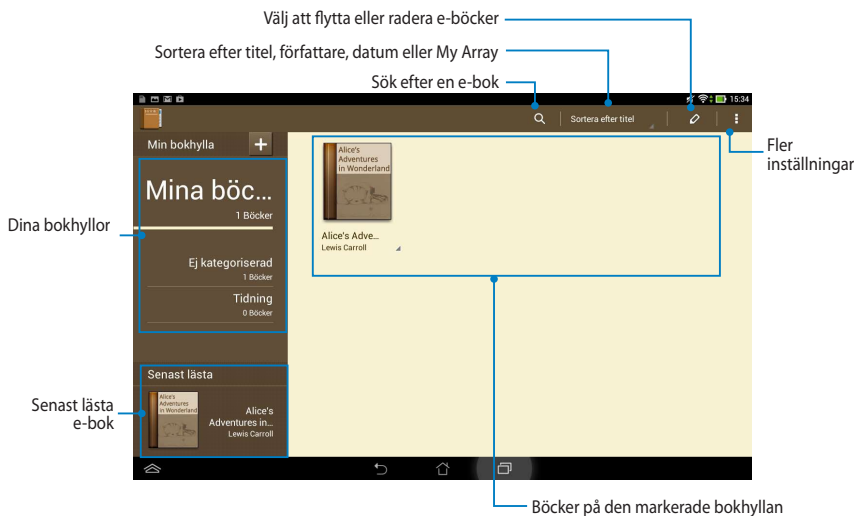 Välj att flytta eller radera e-böcker
Sortera efter titel, författare, datum eller My Array
Sök efter en e-bok
15:34
Sortera efter titel
Fler
inställningar
Min bokhylla
Mina böc...
1 Böcker
Ej kategoriserad
1 Böcker
Tidning
0 Böcker
Dina bokhyllor
Alice's
Adventures
in Wonderland
Alice's Adve...
Lewis Carroll
Senast lästa
Alice's
Adventures
in Wonderland
Alice's
Adventures in...
Lewis Carroll
Senast lästa
e-bok
Böcker på den markerade bokhyllan